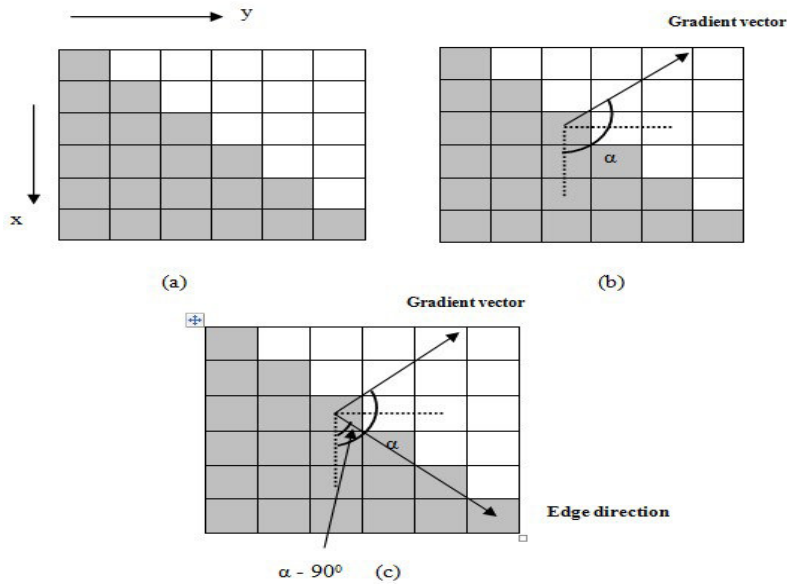 y
x
(a)
Gradient vector
α
(b)
Gradient vector
α
Edge direction
α - 90⁰
(c)